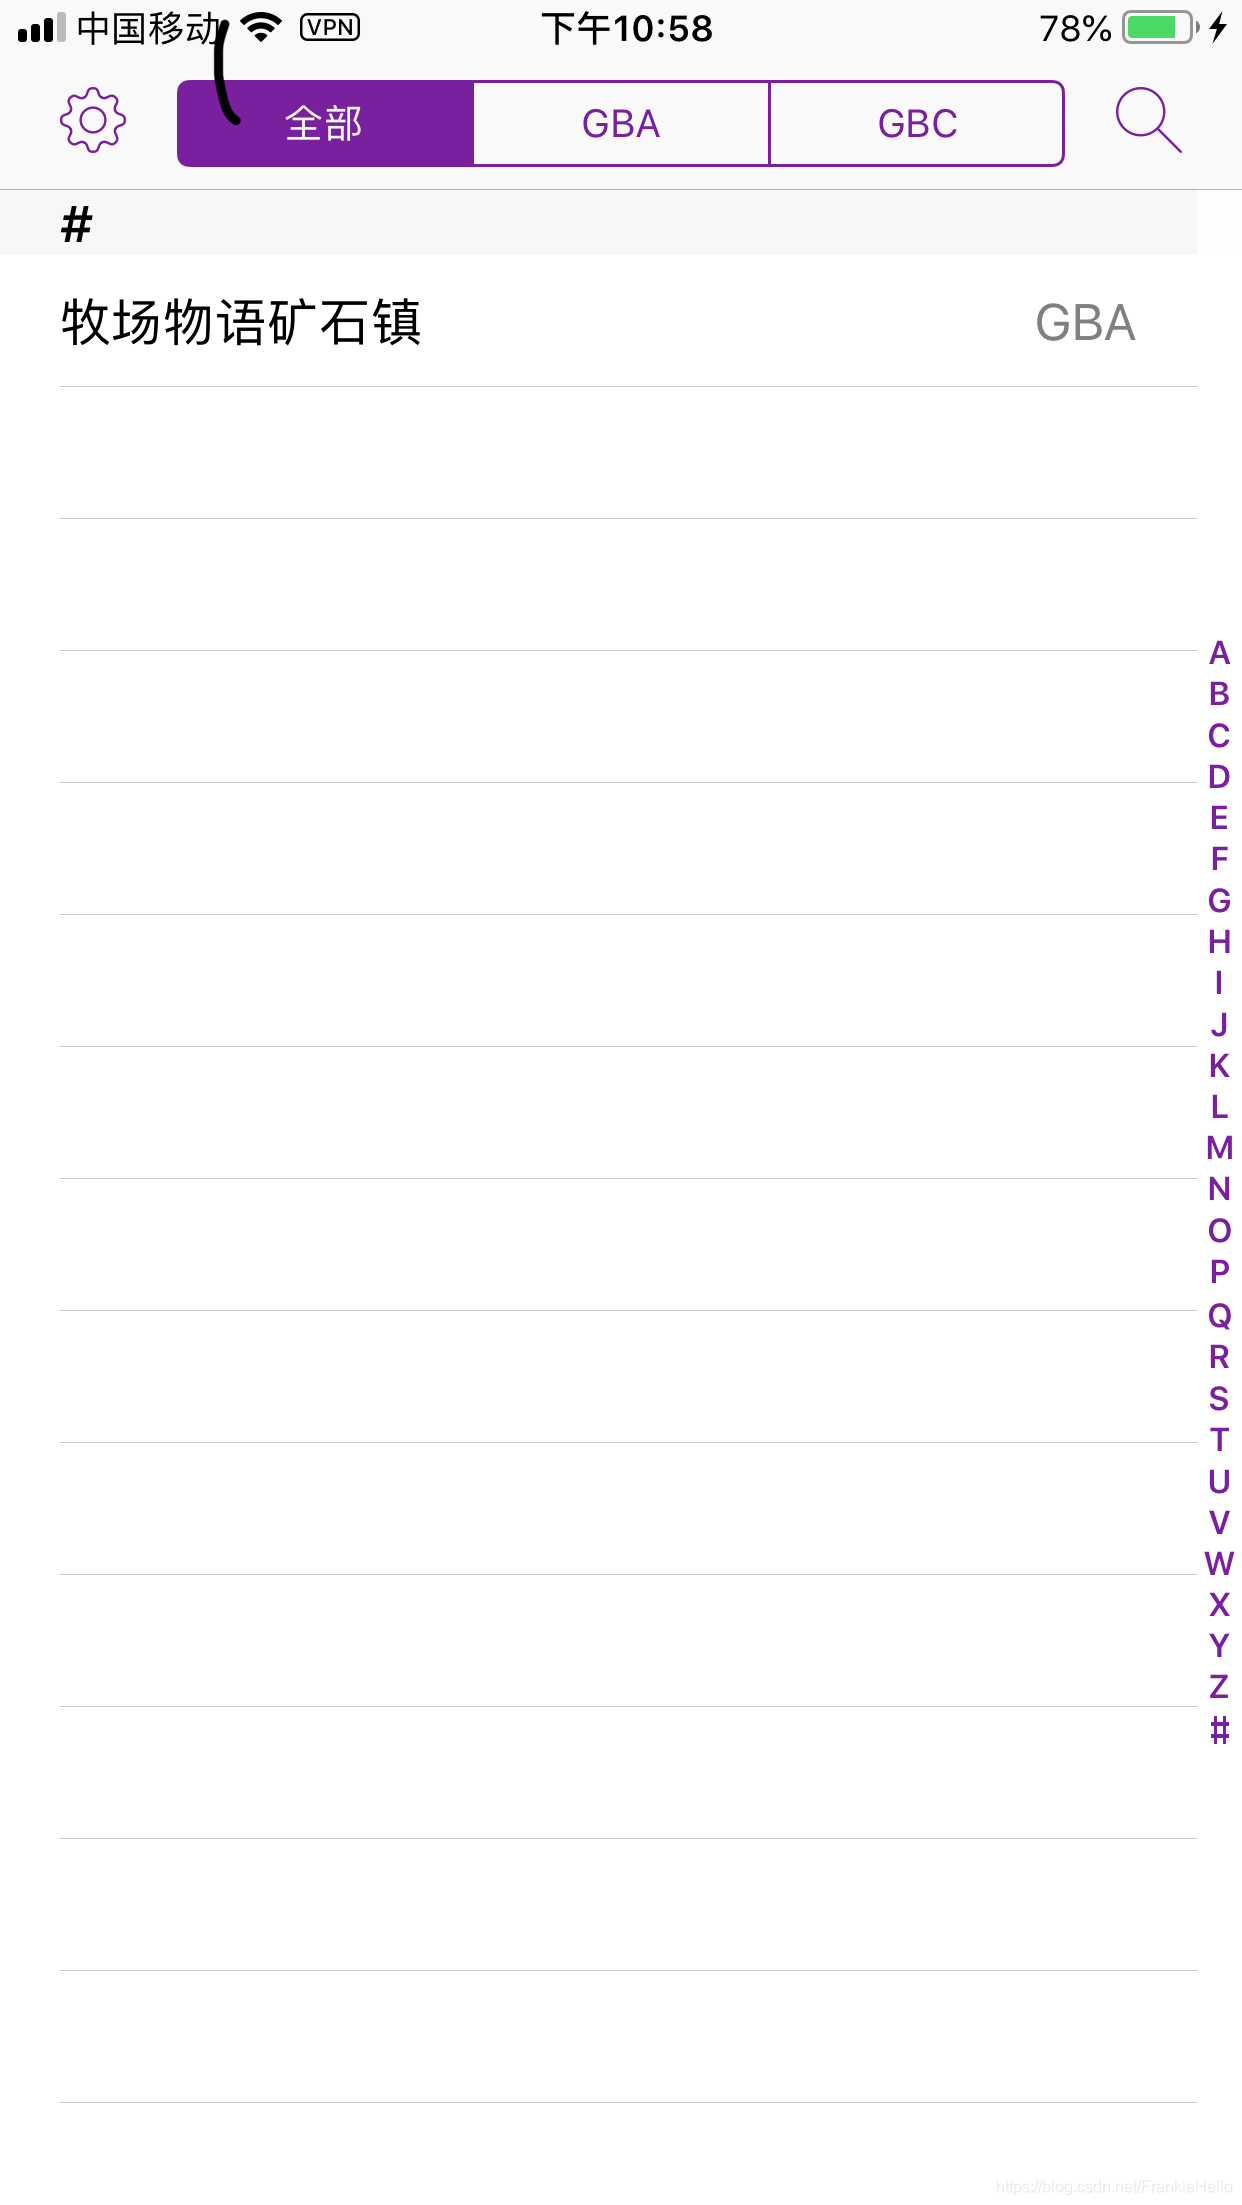 中国移动 VPN 下午10:58 78%
全部 GBA GBC
#
牧场物语矿石镇 GBA
A
B
C
D
E
F
G
H
I
J
K
L
M
N
O
P
Q
R
S
T
U
V
W
X
Y
Z
#
https://blog.csdn.net/FrankieHello